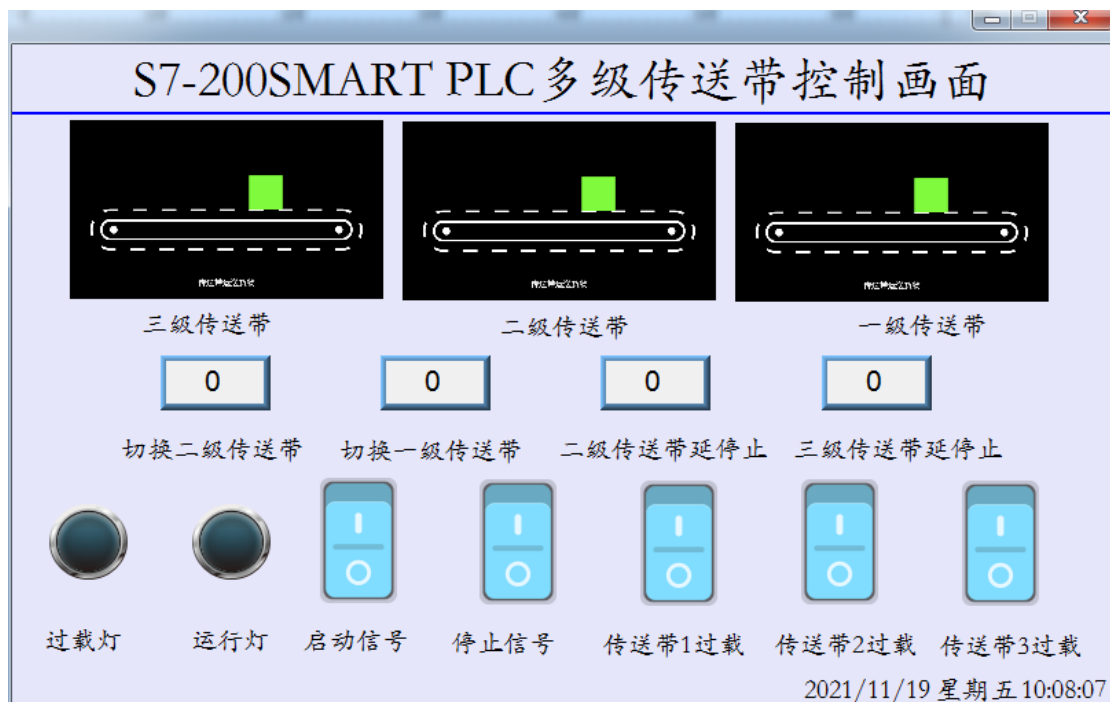 S7-200SMART PLC多级传送带控制画面
三级传送带 二级传送带 一级传送带
0 0 0 0
切换二级传送带 切换一级传送带 二级传送带延停止 三级传送带延停止
过载灯 运行灯 启动信号 停止信号 传送带1过载 传送带2过载 传送带3过载
2021/11/19 星期五 10:08:07